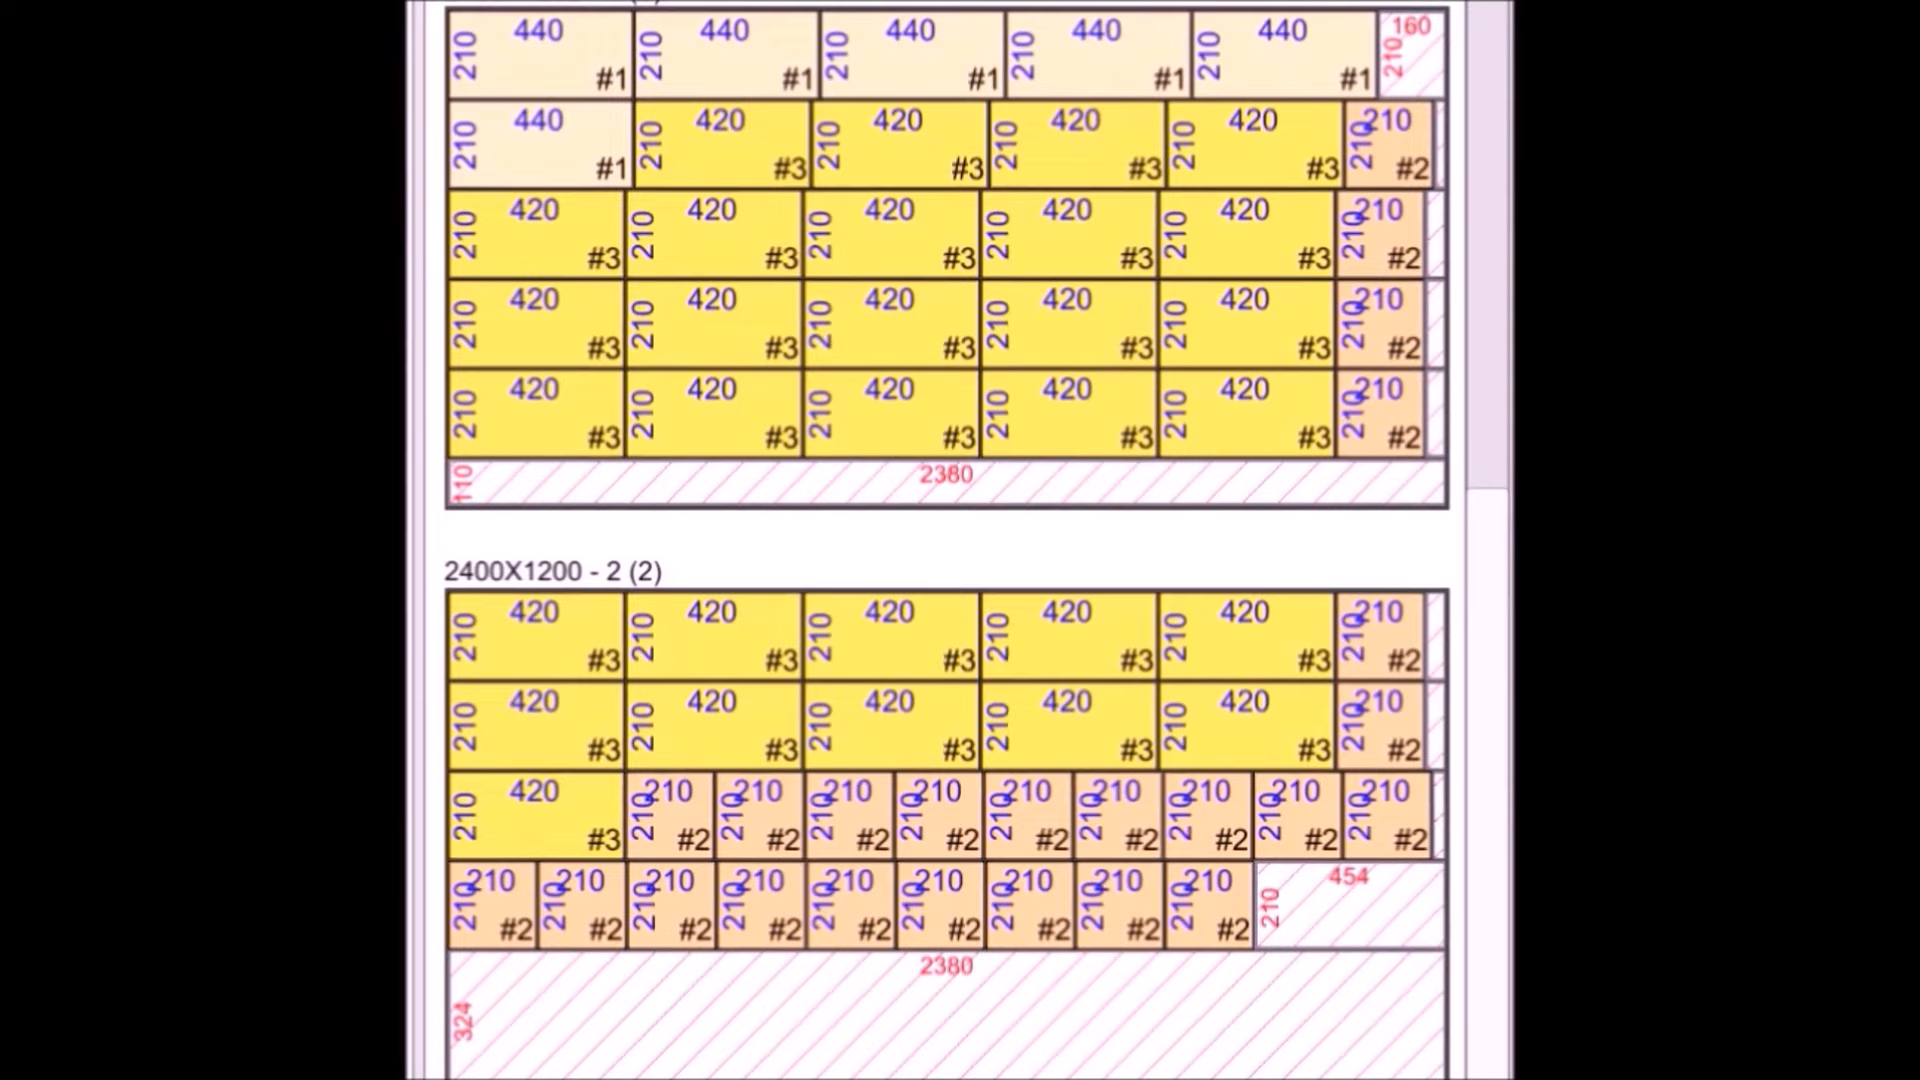 440 440 440 440 440 160
210 210 210 210 210 210
#1 #1 #1 #1 #1
440 420 420 420 420 210
210 210 210 210 210 210
#1 #3 #3 #3 #3 #2
420 420 420 420 420 210
210 210 210 210 210 210
#3 #3 #3 #3 #3 #2
420 420 420 420 420 210
210 210 210 210 210 210
#3 #3 #3 #3 #3 #2
420 420 420 420 420 210
210 210 210 210 210 210
#3 #3 #3 #3 #3 #2
110 2380
2400X1200 - 2 (2)
420 420 420 420 420 210
210 210 210 210 210 210
#3 #3 #3 #3 #3 #2
420 420 420 420 420 210
210 210 210 210 210 210
#3 #3 #3 #3 #3 #2
420 210 210 210 210 210 210 210 210 210
210 210 210 210 210 210 210 210 210 210
#3 #2 #2 #2 #2 #2 #2 #2 #2 #2
210 210 210 210 210 210 210 210 210 454
210 210 210 210 210 210 210 210 210 210
#2 #2 #2 #2 #2 #2 #2 #2 #2
2380
324